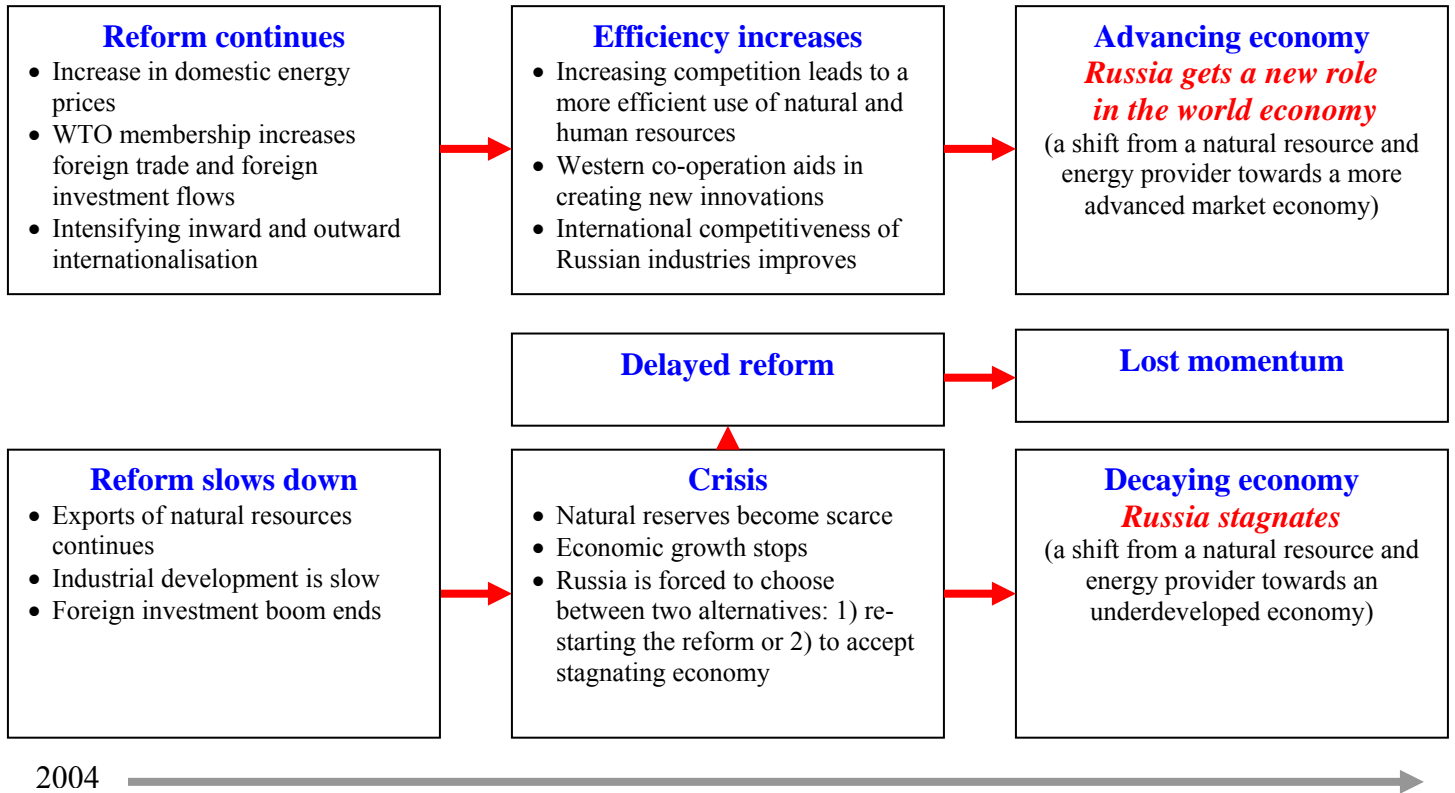 Reform continues
• Increase in domestic energy
prices
• WTO membership increases
foreign trade and foreign
investment flows
• Intensifying inward and outward
internationalisation
Efficiency increases
• Increasing competition leads to a
more efficient use of natural and
human resources
• Western co-operation aids in
creating new innovations
• International competitiveness of
Russian industries improves
Advancing economy
Russia gets a new role
in the world economy
(a shift from a natural resource and
energy provider towards a more
advanced market economy)
Delayed reform
Lost momentum
Reform slows down
• Exports of natural resources
continues
• Industrial development is slow
• Foreign investment boom ends
Crisis
• Natural reserves become scarce
• Economic growth stops
• Russia is forced to choose
between two alternatives: 1) re-
starting the reform or 2) to accept
stagnating economy
Decaying economy
Russia stagnates
(a shift from a natural resource and
energy provider towards an
underdeveloped economy)
2004